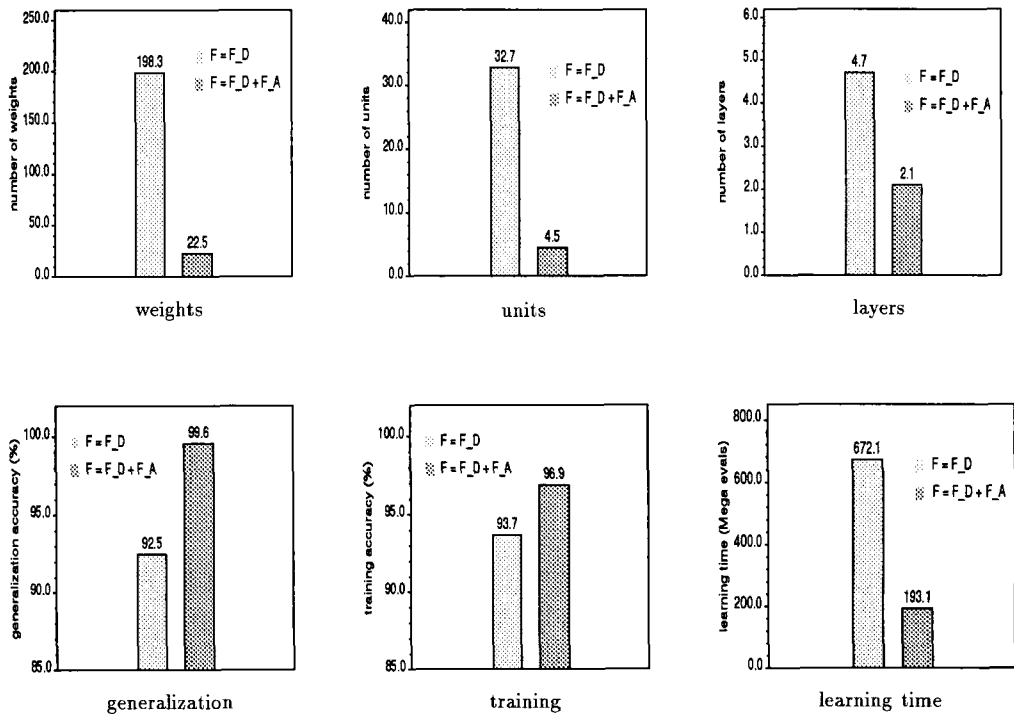 number of weights
250.0
200.0
150.0
100.0
50.0
0.0
198.3
22.5
F=F_D
F=F_D+F_A
weights
number of units
40.0
30.0
20.0
10.0
0.0
32.7
4.5
F=F_D
F=F_D+F_A
units
number of layers
6.0
5.0
4.0
3.0
2.0
1.0
0.0
4.7
2.1
F=F_D
F=F_D+F_A
layers
generalization accuracy (%)
100.0
95.0
90.0
85.0
F=F_D
F=F_D+F_A
92.5
99.6
generalization
training accuracy (%)
100.0
95.0
90.0
85.0
F=F_D
F=F_D+F_A
93.7
96.9
training
learning time (Mega evals)
800.0
600.0
400.0
200.0
0.0
672.1
193.1
F=F_D
F=F_D+F_A
learning time